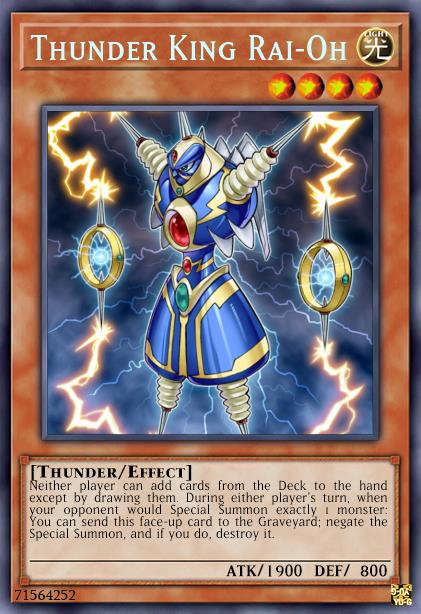 THUNDER KING RAI-OH
LIGHT
光
[THUNDER/EFFECT]
Neither player can add cards from the Deck to the hand
except by drawing them. During either player's turn, when
your opponent would Special Summon exactly 1 monster:
You can send this face-up card to the Graveyard; negate the
Special Summon, and if you do, destroy it.
ATK/1900 DEF/ 800
71564252